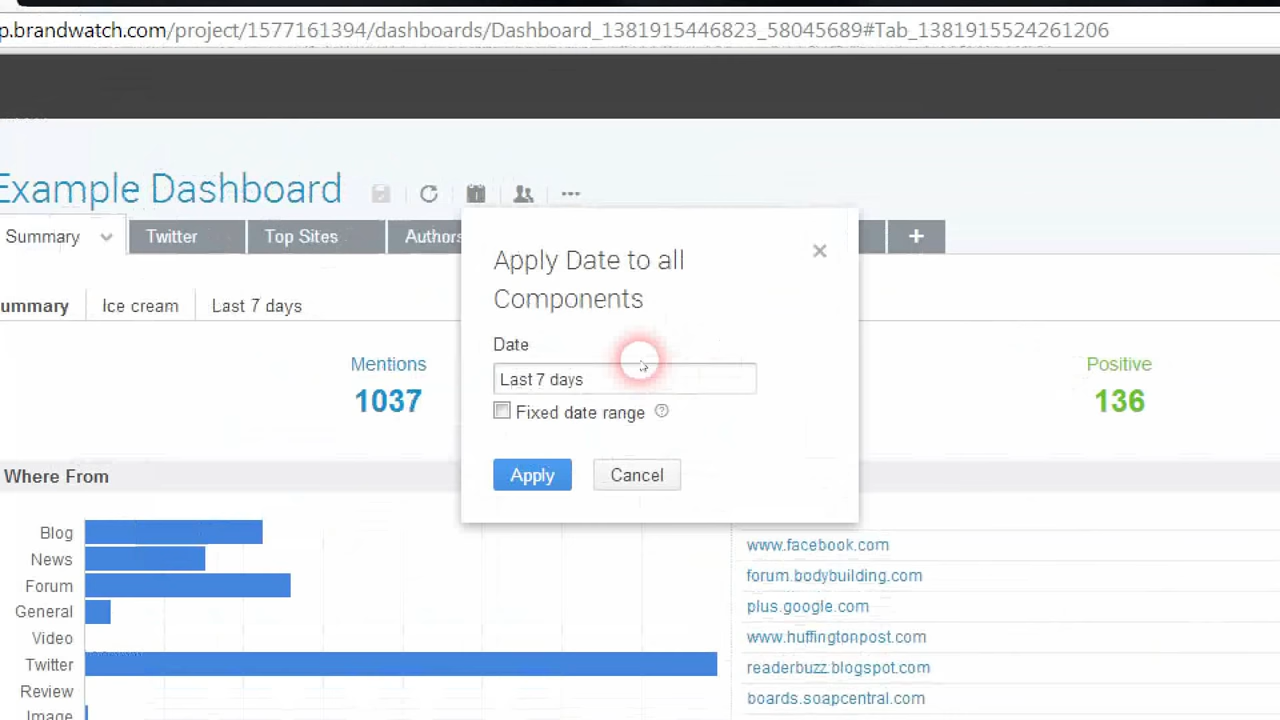 p.brandwatch.com/project/1577161394/dashboards/Dashboard_1381915446823_58045689#Tab_1381915524261206
Example Dashboard
Summary
Twitter
Top Sites
Authors
+
Apply Date to all
Components
Date
Last 7 days
Fixed date range
Apply
Cancel
ummary
Ice cream
Last 7 days
Mentions
1037
Positive
136
Where From
Blog
News
Forum
General
Video
Twitter
Review
Image
www.facebook.com
forum.bodybuilding.com
plus.google.com
www.huffingtonpost.com
readerbuzz.blogspot.com
boards.soapcentral.com